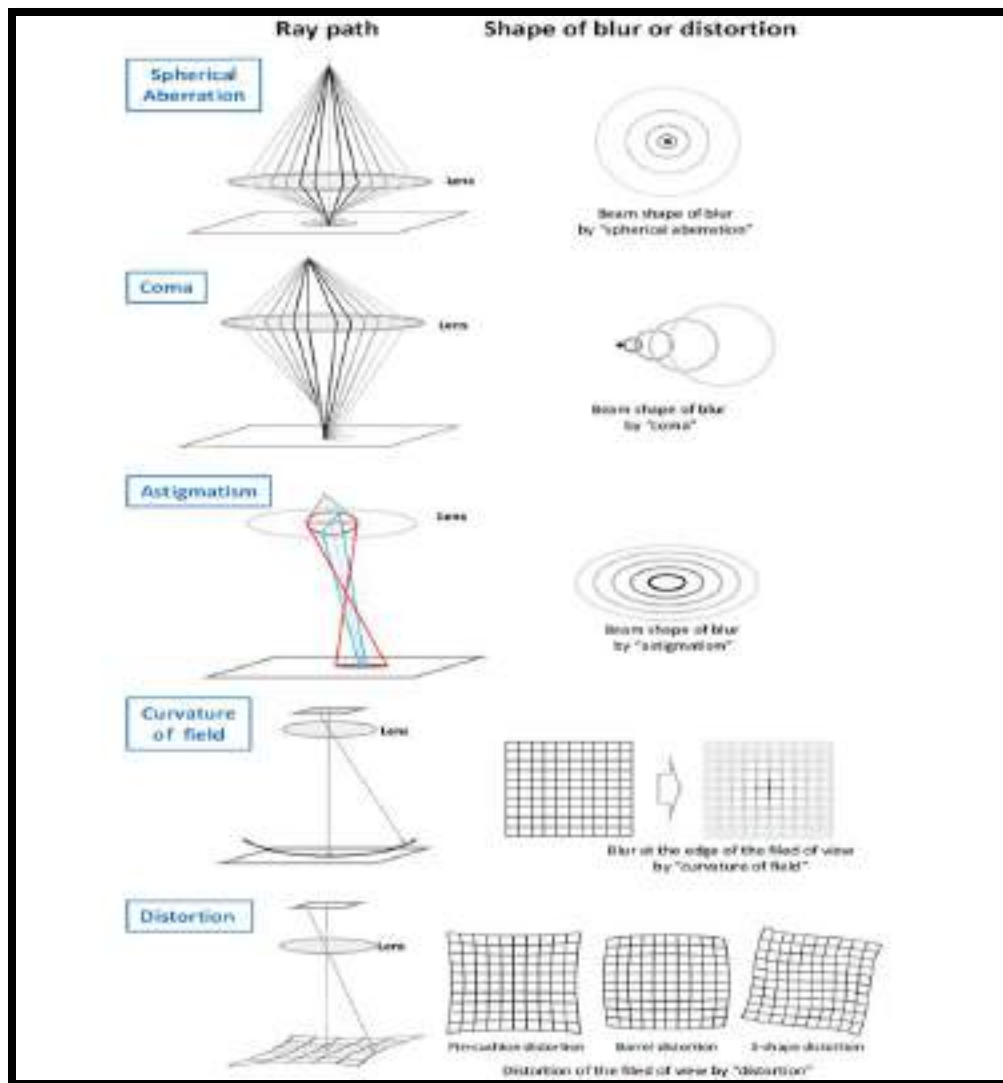 Ray path
Shape of blur or distortion
Spherical
Aberration
Lens
Beam shape of blur
by "spherical aberration"
Coma
Lens
Beam shape of blur
by "coma"
Astigmatism
Lens
Beam shape of blur
by "astigmatism"
Curvature
of field
Lens
Blur at the edge of the filed of view
by "curvature of field"
Distortion
Lens
Pin-cushion distortion
Barrel distortion
S-shape distortion
Distortion of the filed of view by "distortion"